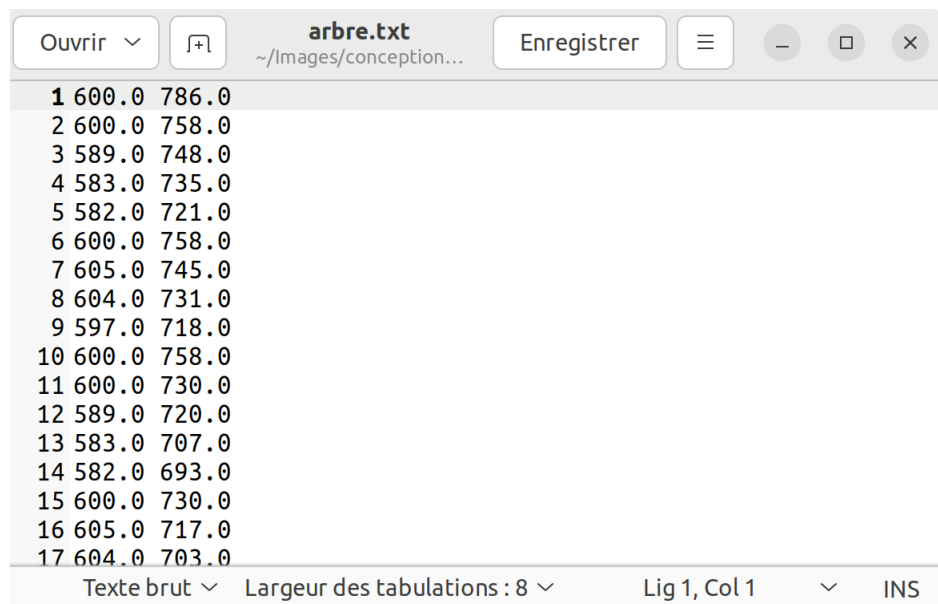 Ouvrir arbre.txt Enregistrer
~/Images/conception...
1 600.0 786.0
2 600.0 758.0
3 589.0 748.0
4 583.0 735.0
5 582.0 721.0
6 600.0 758.0
7 605.0 745.0
8 604.0 731.0
9 597.0 718.0
10 600.0 758.0
11 600.0 730.0
12 589.0 720.0
13 583.0 707.0
14 582.0 693.0
15 600.0 730.0
16 605.0 717.0
17 604.0 703.0
Texte brut Largeur des tabulations : 8 Lig 1, Col 1 INS